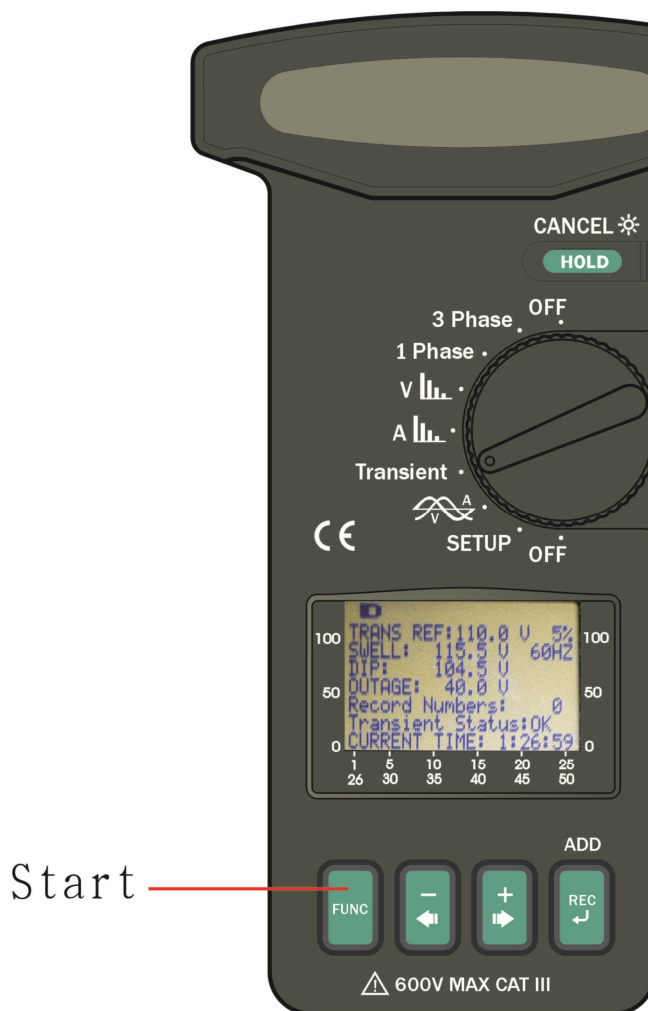 CANCEL
HOLD
OFF
3 Phase
1 Phase
V
A
Transient
A
V
SETUP
OFF
CE
100
50
0
TRANS REF:110.0 V 5%
SWELL: 115.5 V 60HZ
DIP: 104.5 V
OUTAGE: 40.0 V
Record Numbers: 0
Transient Status:OK
CURRENT TIME: 1:26:59
100
50
0
1 5 10 15 20 25
26 30 35 40 45 50
ADD
Start
FUNC
−
+
REC
600V MAX CAT III